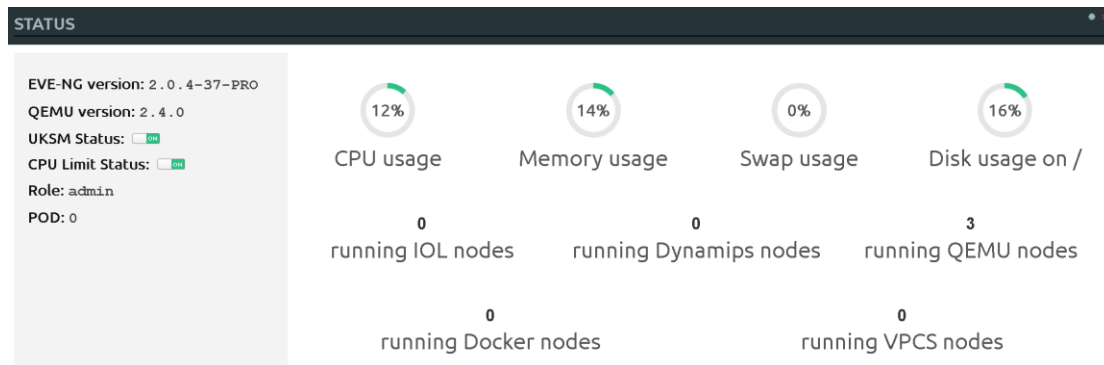 STATUS
EVE-NG version: 2.0.4-37-PRO
QEMU version: 2.4.0
UKSM Status: ON
CPU Limit Status: ON
Role: admin
POD: 0
12%
CPU usage
14%
Memory usage
0%
Swap usage
16%
Disk usage on /
0
running IOL nodes
0
running Dynamips nodes
3
running QEMU nodes
0
running Docker nodes
0
running VPCS nodes